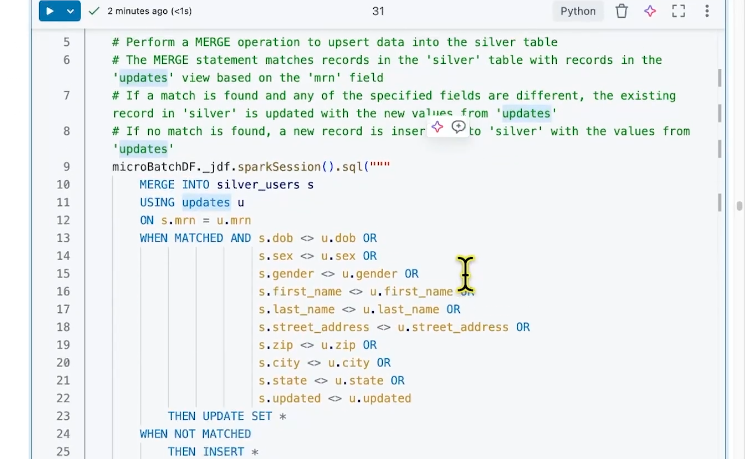 2 minutes ago (<1s)
31
Python
5 # Perform a MERGE operation to upsert data into the silver table
6 # The MERGE statement matches records in the 'silver' table with records in the
'updates' view based on the 'mrn' field
7 # If a match is found and any of the specified fields are different, the existing
record in 'silver' is updated with the new values from 'updates'
8 # If no match is found, a new record is inser to 'silver' with the values from
'updates'
9 microBatchDF._jdf.sparkSession().sql("""
10 MERGE INTO silver_users s
11 USING updates u
12 ON s.mrn = u.mrn
13 WHEN MATCHED AND s.dob <> u.dob OR
14 s.sex <> u.sex OR
15 s.gender <> u.gender OR
16 s.first_name <> u.first_name OR
17 s.last_name <> u.last_name OR
18 s.street_address <> u.street_address OR
19 s.zip <> u.zip OR
20 s.city <> u.city OR
21 s.state <> u.state OR
22 s.updated <> u.updated
23 THEN UPDATE SET *
24 WHEN NOT MATCHED
25 THEN INSERT *